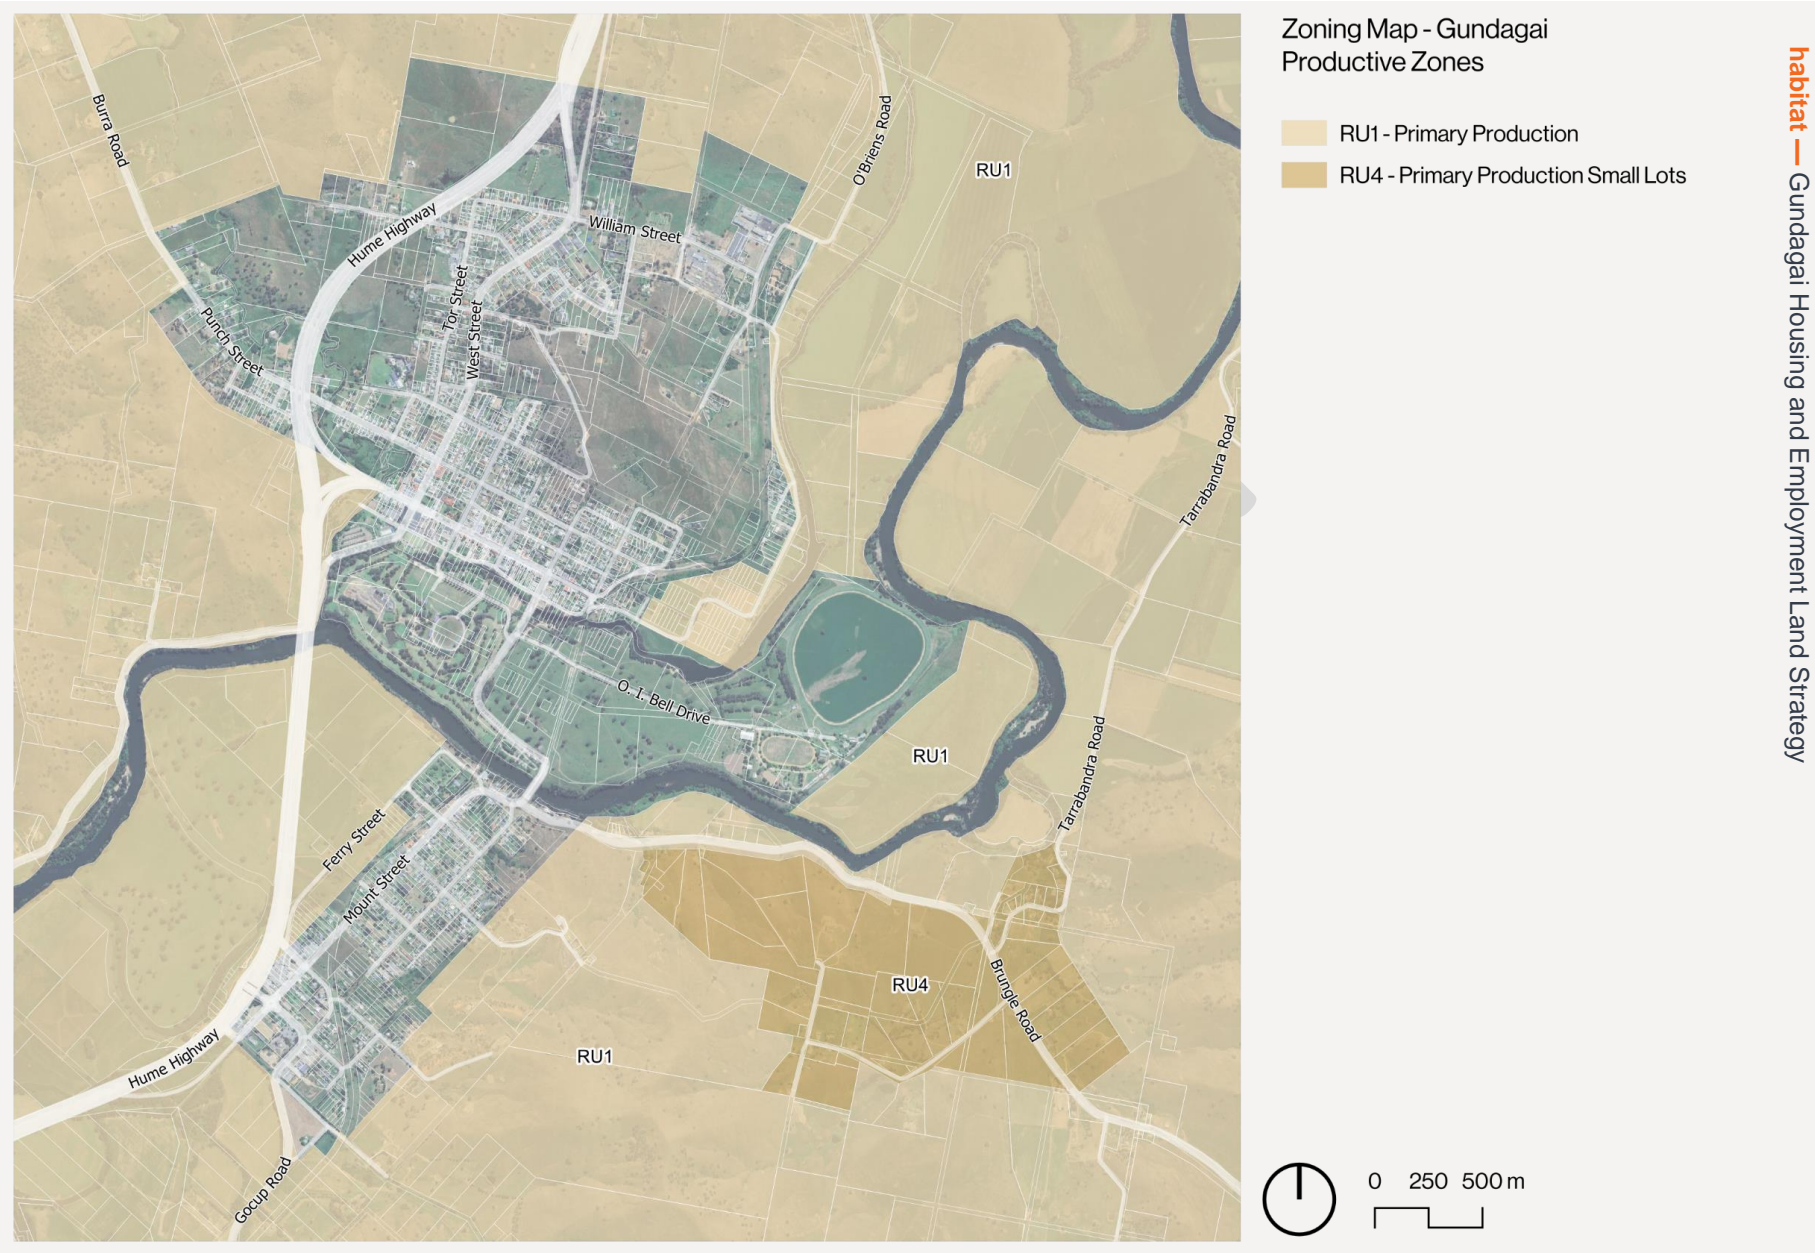 Zoning Map - Gundagai
Productive Zones
RU1 - Primary Production
RU4 - Primary Production Small Lots
habitat — Gundagai Housing and Employment Land Strategy
Burra Road
O'Briens Road
RU1
Hume Highway
William Street
Tor Street
West Street
Punch Street
Tarrabandra Road
O. I. Bell Drive
RU1
Tarrabandra Road
Ferry Street
Mount Street
RU4
Brungle Road
RU1
Hume Highway
Gocup Road
0 250 500 m